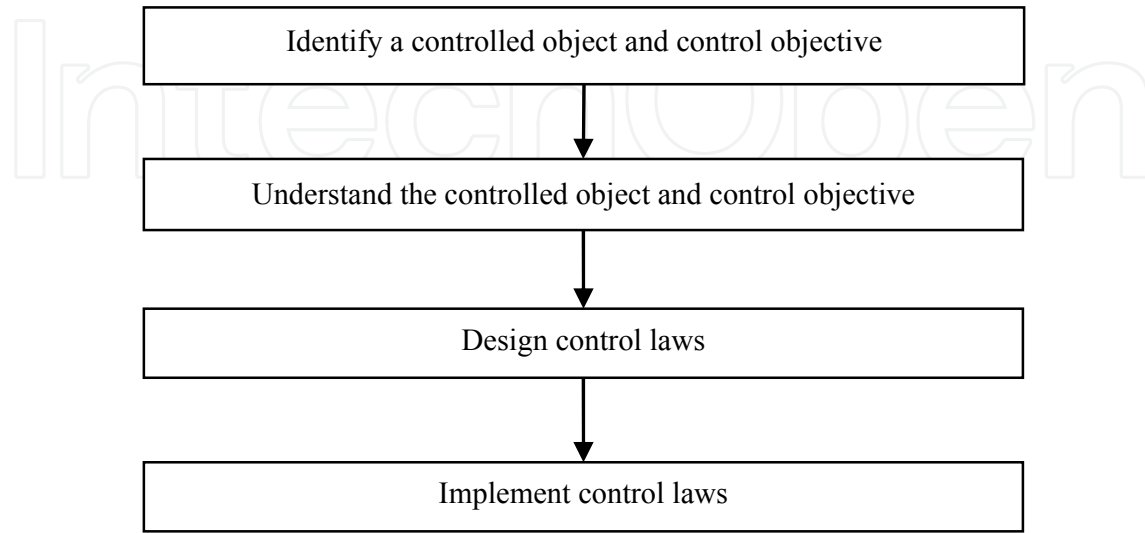 IntechOpen
Identify a controlled object and control objective
Understand the controlled object and control objective
Design control laws
Implement control laws